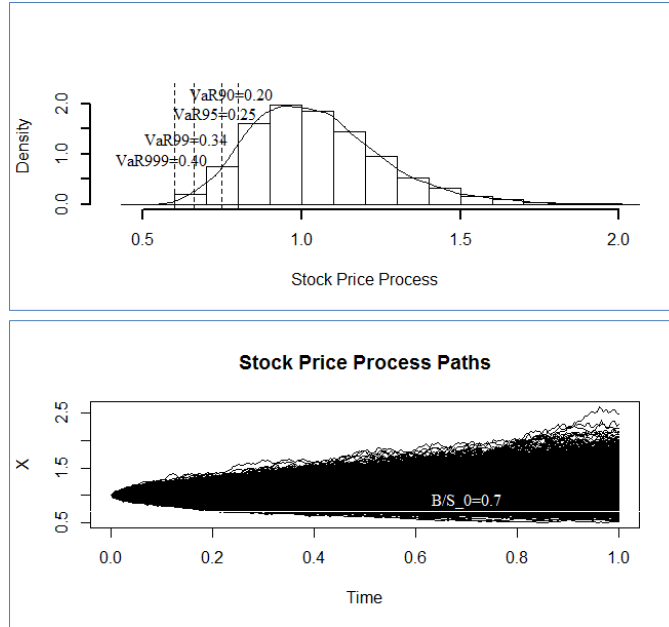 VaR90=0.20
VaR95=0.25
VaR99=0.34
VaR999=0.40
Density
0.0 1.0 2.0
0.5 1.0 1.5 2.0
Stock Price Process
Stock Price Process Paths
X
0.5 1.5 2.5
B/S_0=0.7
0.0 0.2 0.4 0.6 0.8 1.0
Time